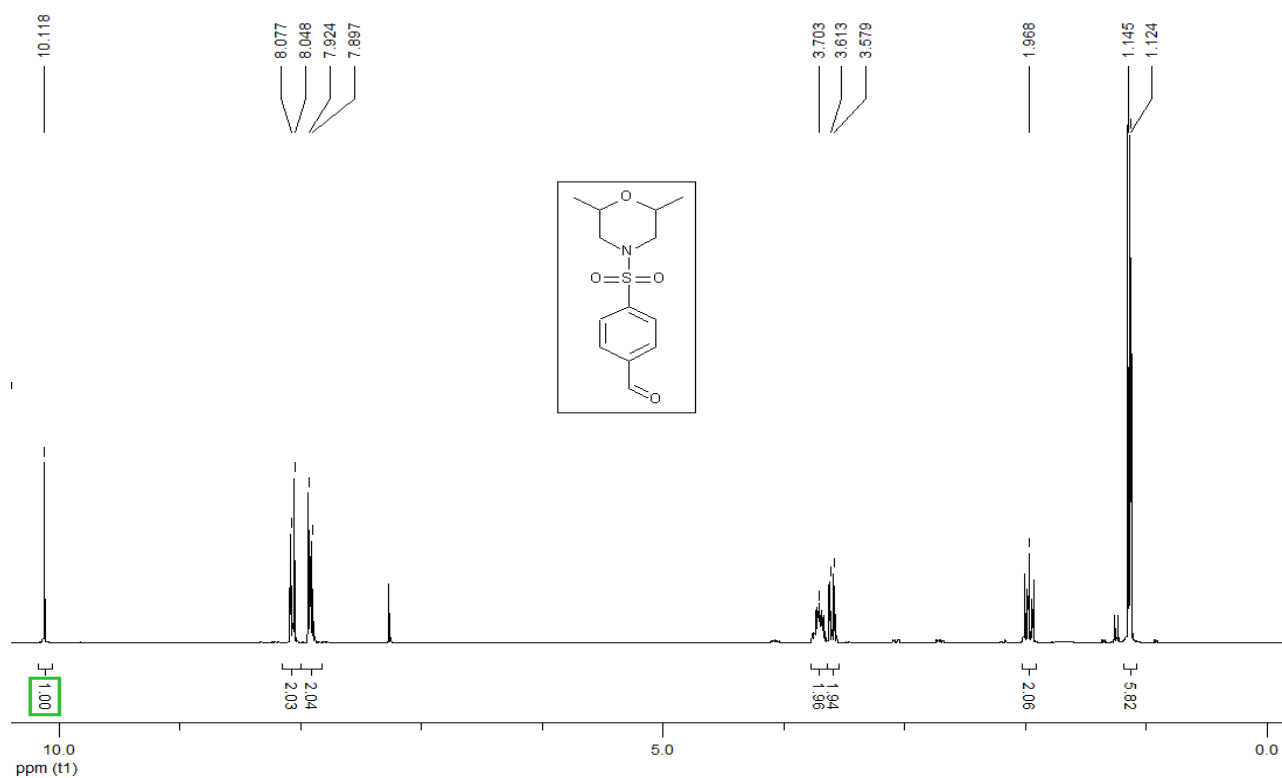 10.118 8.077 8.048 7.924 7.897 3.703 3.613 3.579 1.968 1.145 1.124
O
N
O S O
O
1.00 2.03 2.04 1.96 1.94 2.06 5.82
10.0 5.0 0.0
ppm (t1)